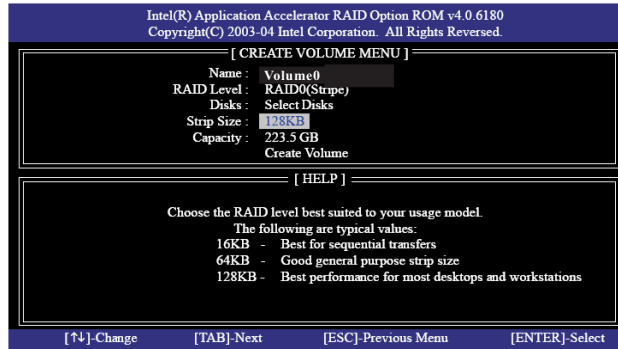 Intel(R) Application Accelerator RAID Option ROM v4.0.6180
Copyright(C) 2003-04 Intel Corporation. All Rights Reversed.
[ CREATE VOLUME MENU ]
Name : Volume0
RAID Level : RAID0(Stripe)
Disks : Select Disks
Strip Size : 128KB
Capacity : 223.5 GB
Create Volume
[ HELP ]
Choose the RAID level best suited to your usage model.
The following are typical values:
16KB - Best for sequential transfers
64KB - Good general purpose strip size
128KB - Best performance for most desktops and workstations
[↑↓]-Change [TAB]-Next [ESC]-Previous Menu [ENTER]-Select